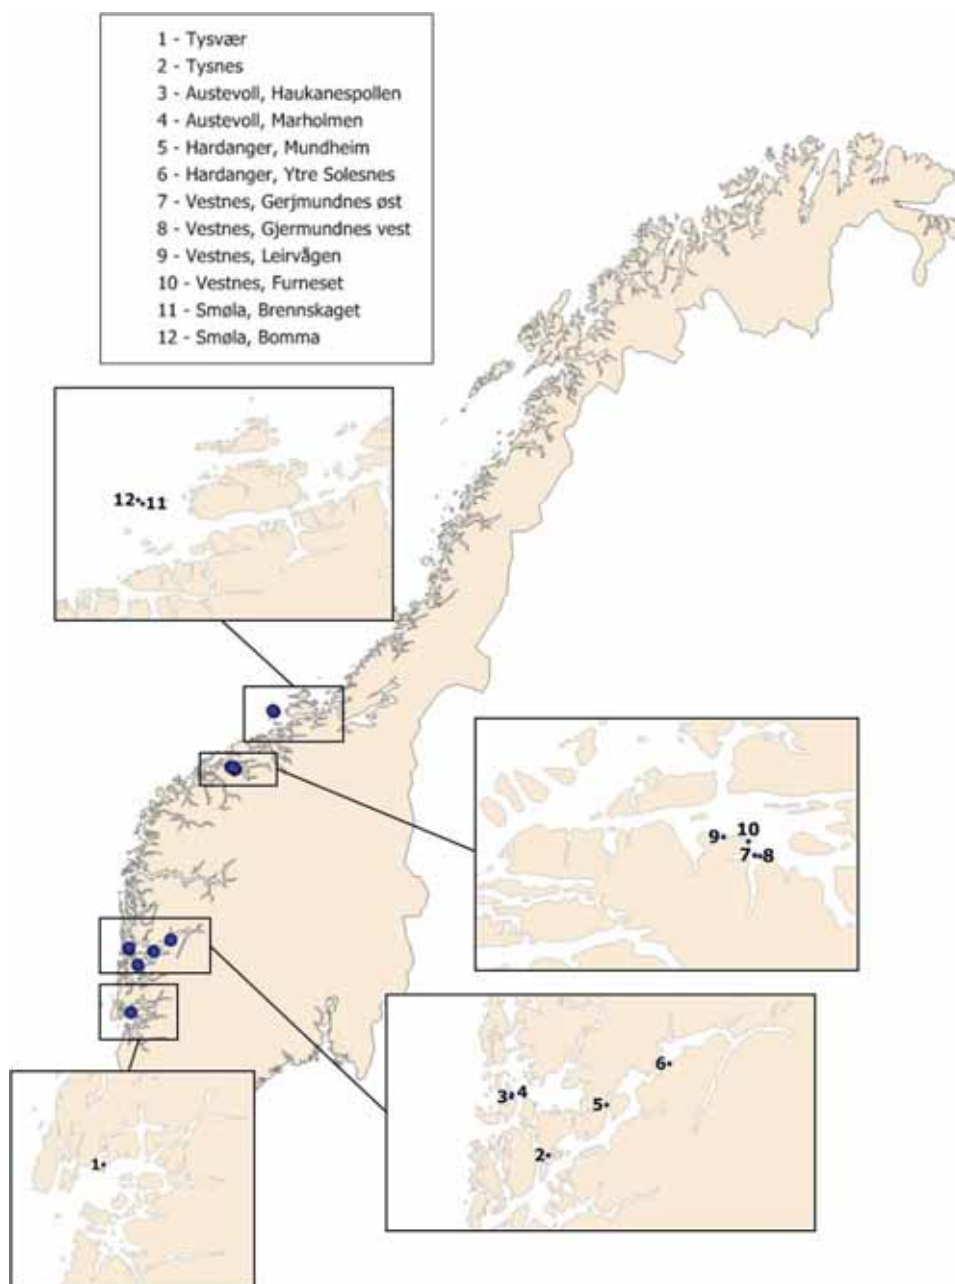 1 - Tysvær
2 - Tysnes
3 - Austevoll, Haukanespollen
4 - Austevoll, Marholmen
5 - Hardanger, Mundheim
6 - Hardanger, Ytre Solesnes
7 - Vestnes, Gerjmundnes øst
8 - Vestnes, Gjermundnes vest
9 - Vestnes, Leirvågen
10 - Vestnes, Furneset
11 - Smøla, Brennskaget
12 - Smøla, Bomma
12 11
10
9
7 8
6
3 4
5
2
1